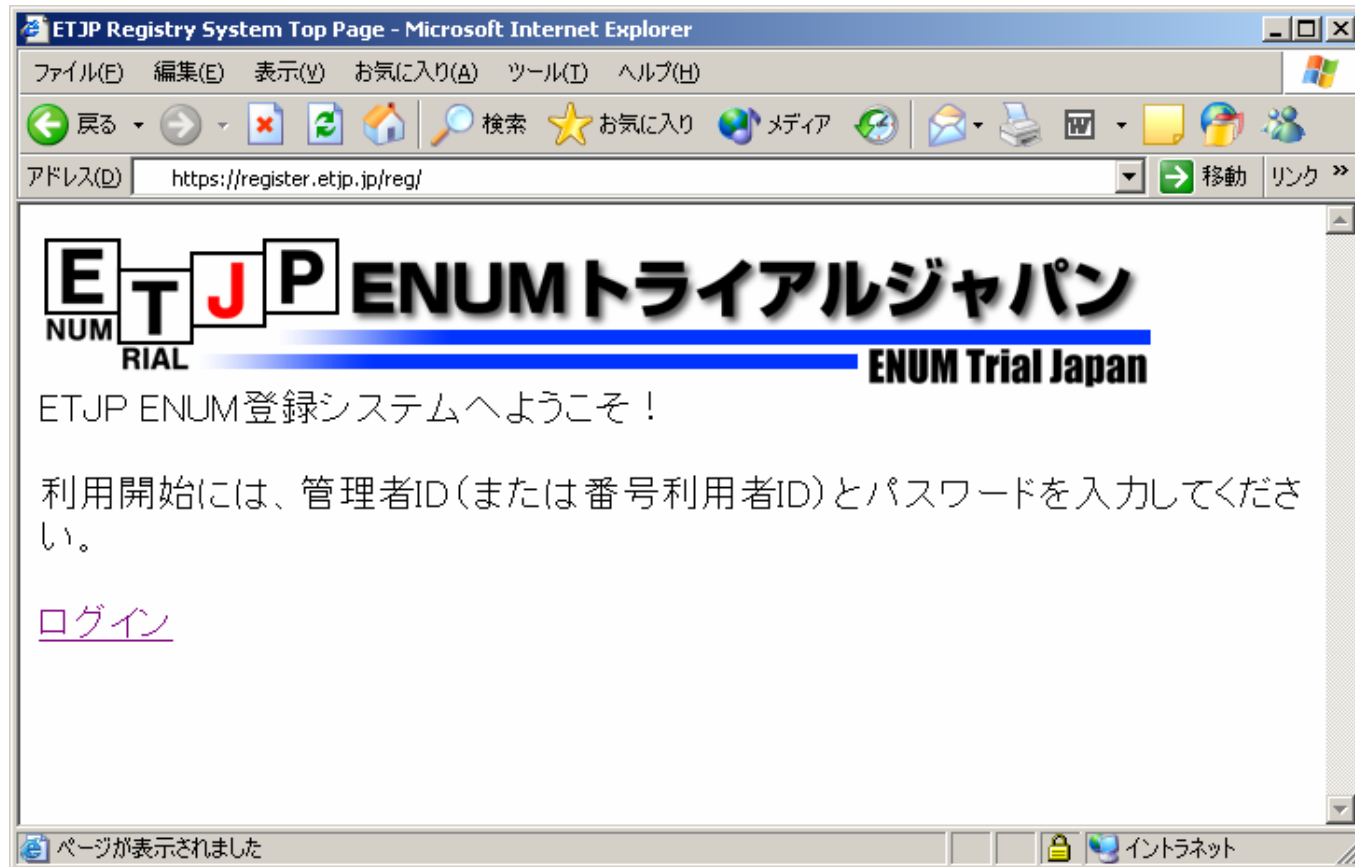 ETJP Registry System Top Page - Microsoft Internet Explorer
ファイル(F) 編集(E) 表示(V) お気に入り(A) ツール(T) ヘルプ(H)
戻る 検索 お気に入り メディア
アドレス(D) https://register.etjp.jp/reg/ 移動 リンク »
E T J P ENUMトライアルジャパン
NUM
RIAL ENUM Trial Japan
ETJP ENUM登録システムへようこそ！
利用開始には、管理者ID（または番号利用者ID）とパスワードを入力してくださ
い。
ログイン
ページが表示されました イントラネット